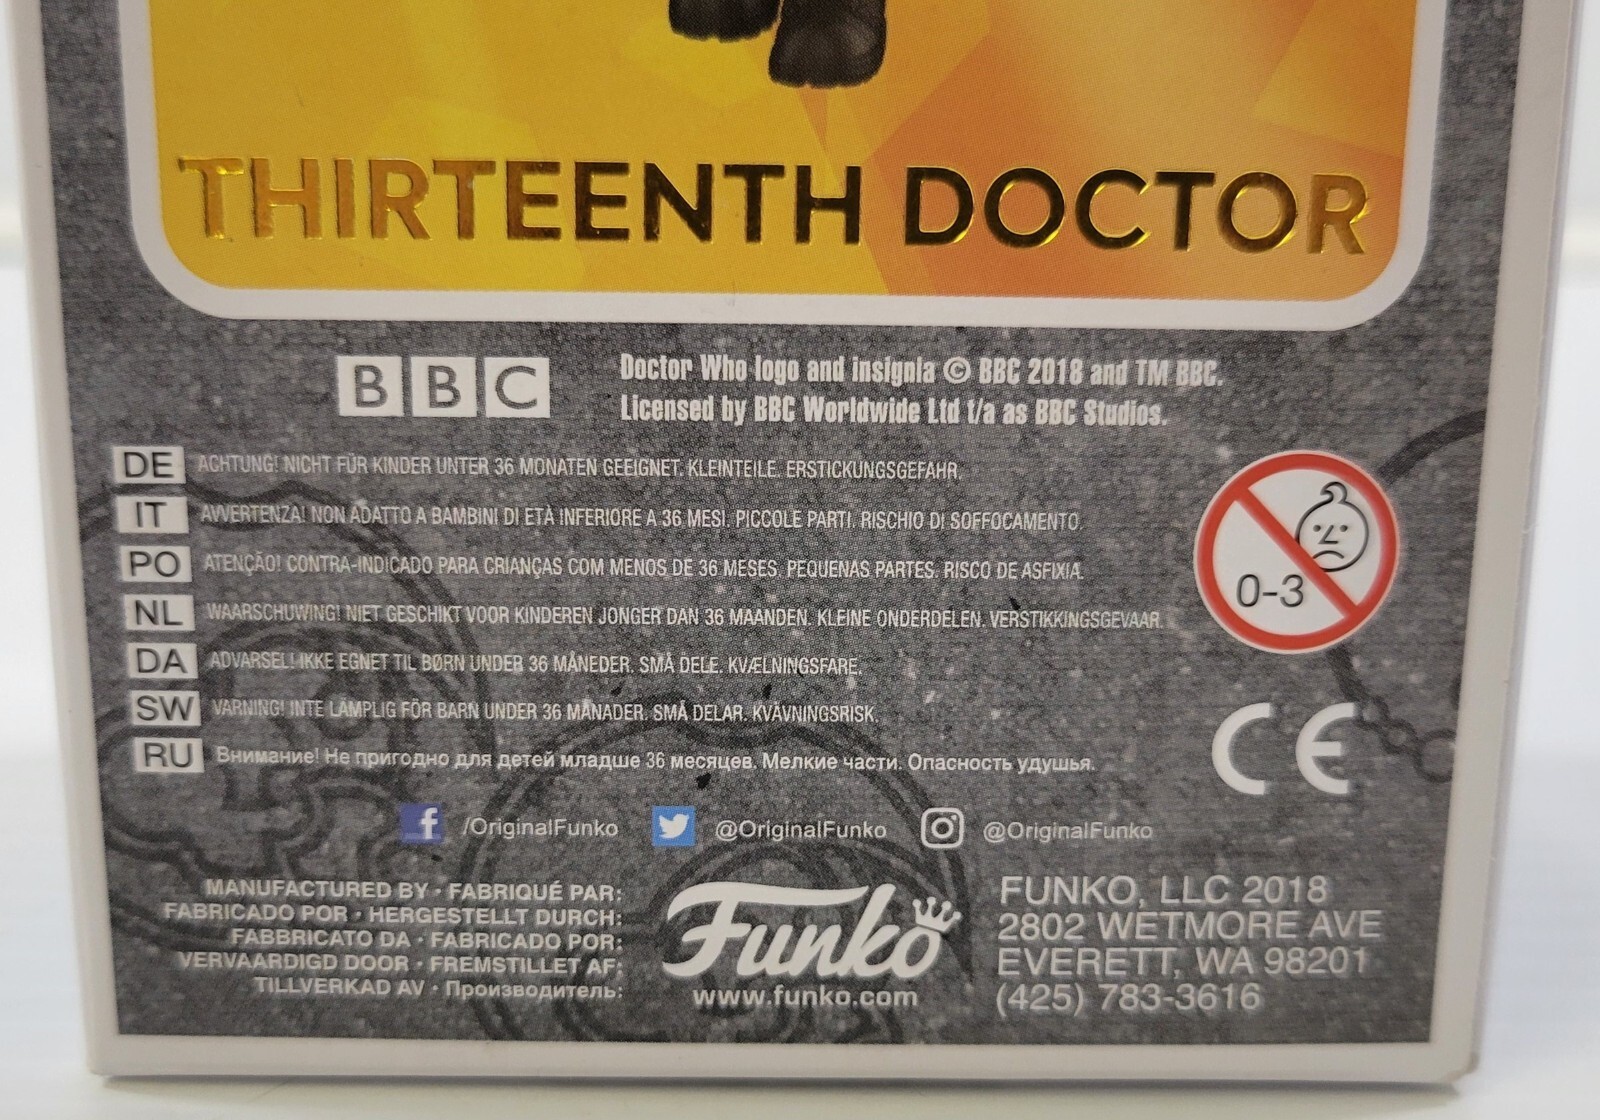 THIRTEENTH DOCTOR
BBC
Doctor Who logo and insignia © BBC 2018 and TM BBC.
Licensed by BBC Worldwide Ltd t/a as BBC Studios.
DE ACHTUNG! NICHT FÜR KINDER UNTER 36 MONATEN GEEIGNET. KLEINTEILE. ERSTICKUNGSGEFAHR.
IT AVVERTENZA! NON ADATTO A BAMBINI DI ETÀ INFERIORE A 36 MESI. PICCOLE PARTI. RISCHIO DI SOFFOCAMENTO.
PO ATENÇÃO! CONTRA-INDICADO PARA CRIANÇAS COM MENOS DE 36 MESES. PEQUENAS PARTES. RISCO DE ASFIXIA.
NL WAARSCHUWING! NIET GESCHIKT VOOR KINDEREN JONGER DAN 36 MAANDEN. KLEINE ONDERDELEN. VERSTIKKINGSGEVAAR.
DA ADVARSEL! IKKE EGNET TIL BØRN UNDER 36 MÅNEDER. SMÅ DELE. KVÆLNINGSFARE.
SW VARNING! INTE LÄMPLIG FÖR BARN UNDER 36 MÅNADER. SMÅ DELAR. KVÄVNINGSRISK.
RU Внимание! Не пригодно для детей младше 36 месяцев. Мелкие части. Опасность удушья.
0-3
CE
/OriginalFunko @OriginalFunko @OriginalFunko
MANUFACTURED BY · FABRIQUÉ PAR:
FABRICADO POR · HERGESTELLT DURCH:
FABBRICATO DA · FABRICADO POR:
VERVAARDIGD DOOR · FREMSTILLET AF:
TILLVERKAD AV · Производитель:
Funko
www.funko.com
FUNKO, LLC 2018
2802 WETMORE AVE
EVERETT, WA 98201
(425) 783-3616